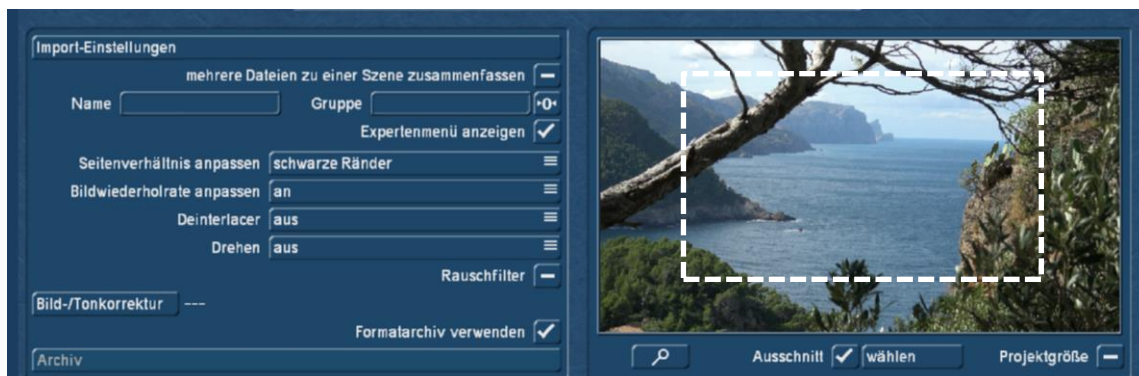 Import-Einstellungen
mehrere Dateien zu einer Szene zusammenfassen
Name Gruppe 0
Expertenmenü anzeigen
Seitenverhältnis anpassen schwarze Ränder
Bildwiederholrate anpassen an
Deinterlacer aus
Drehen aus
Rauschfilter
Bild-/Tonkorrektur ---
Formatarchiv verwenden
Archiv
Ausschnitt wählen Projektgröße